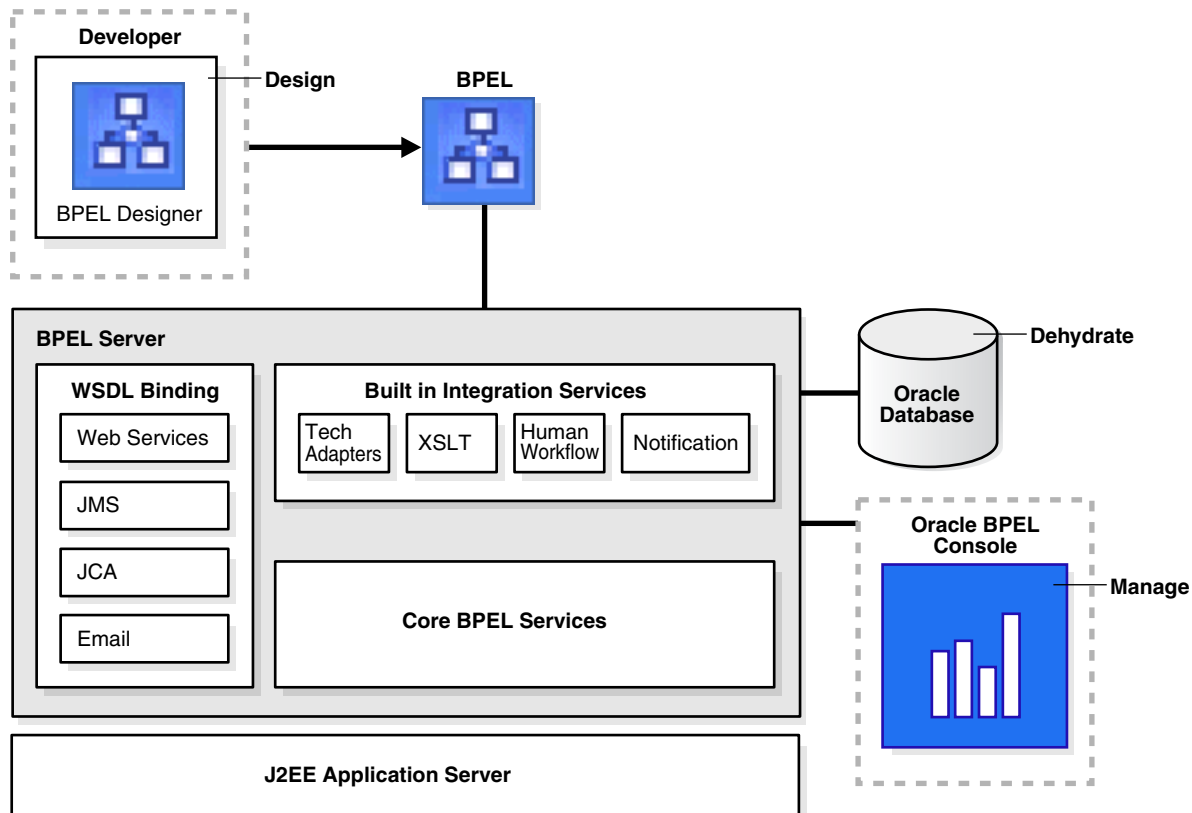 Developer
Design
BPEL
BPEL Designer
BPEL Server
Dehydrate
WSDL Binding
Web Services
JMS
JCA
Email
Built in Integration Services
Tech
Adapters
XSLT
Human
Workflow
Notification
Core BPEL Services
Oracle
Database
Oracle BPEL
Console
Manage
J2EE Application Server